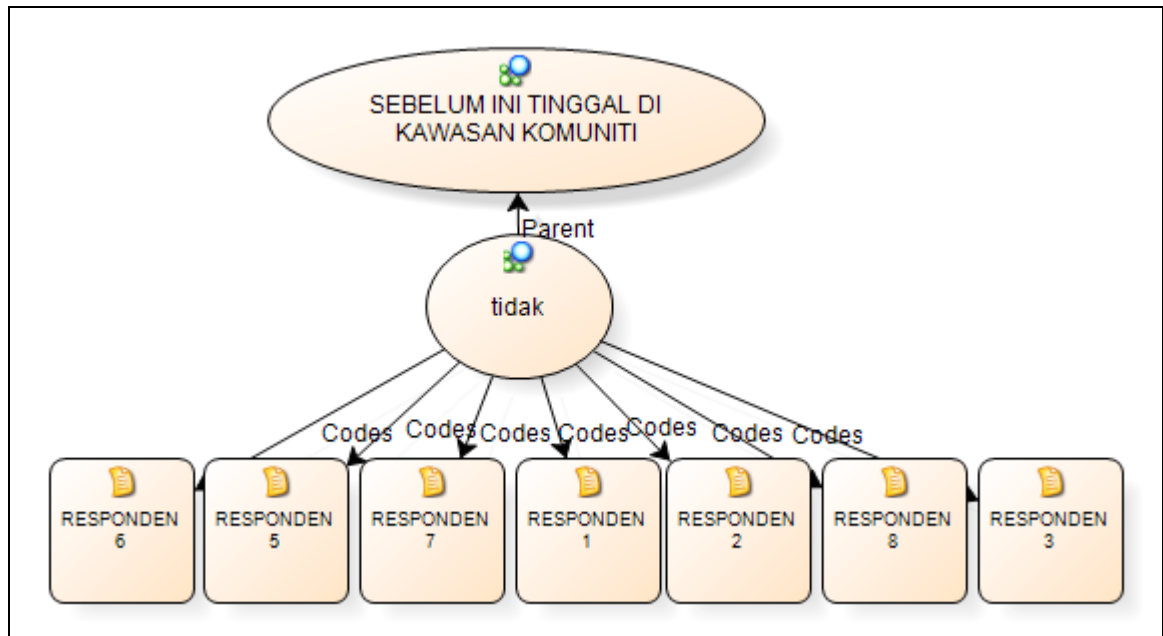 SEBELUM INI TINGGAL DI
KAWASAN KOMUNITI
Parent
tidak
Codes
Codes
Codes
Codes
Codes
Codes
Codes
RESPONDEN
6
RESPONDEN
5
RESPONDEN
7
RESPONDEN
1
RESPONDEN
2
RESPONDEN
8
RESPONDEN
3